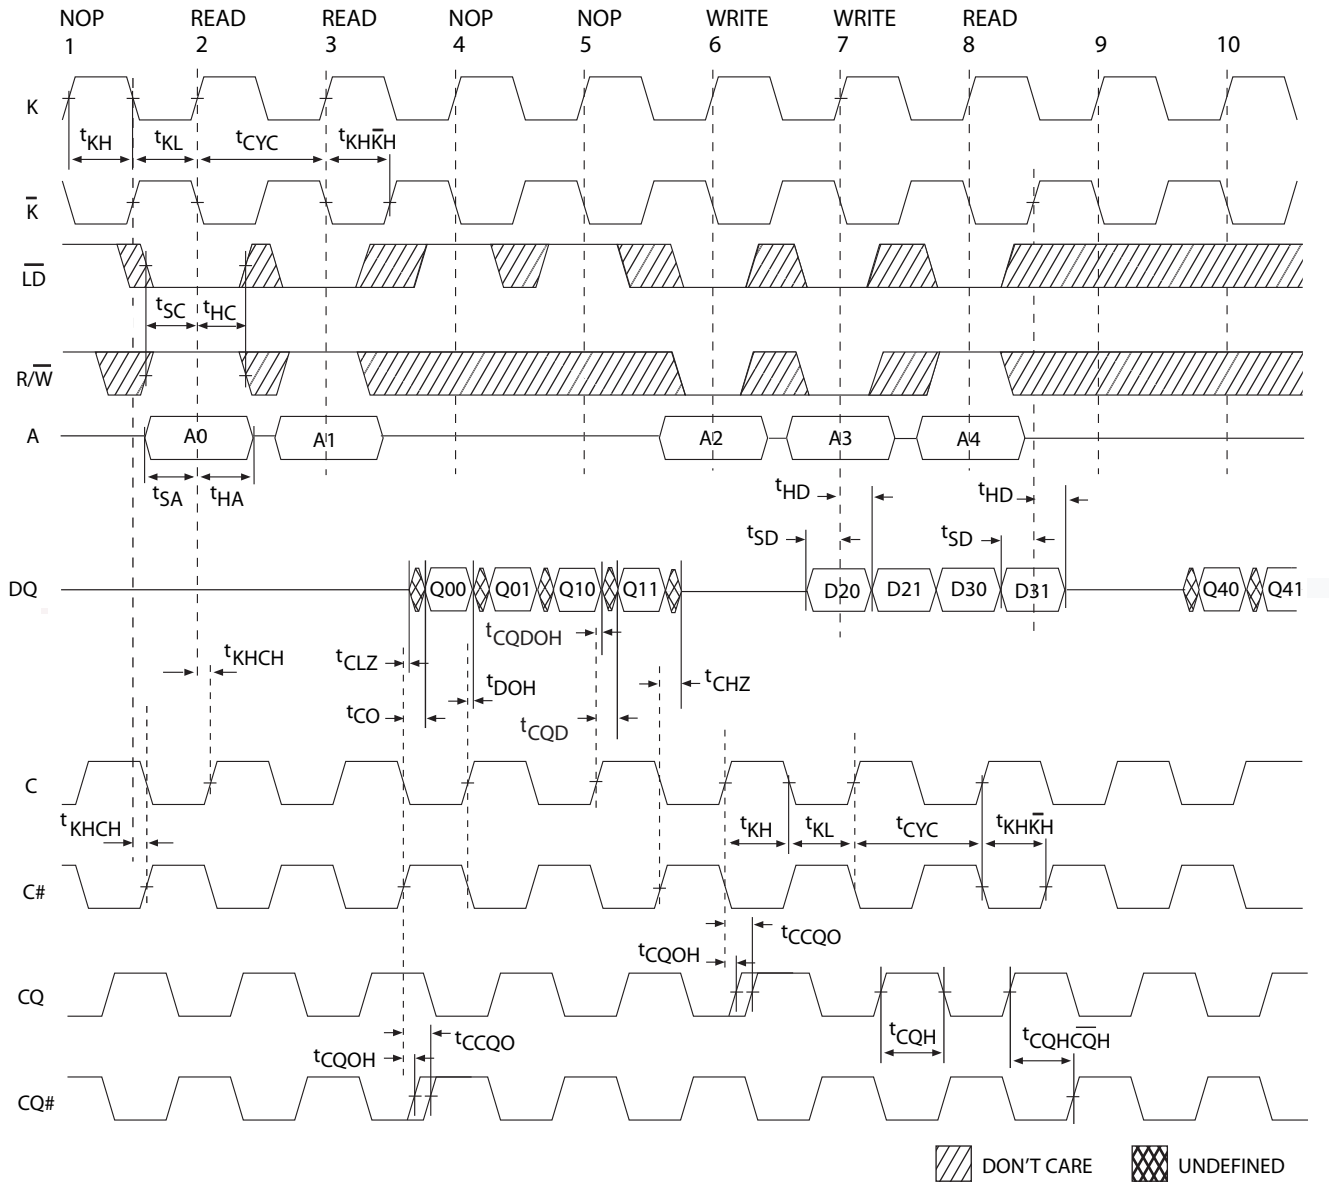 NOP READ READ NOP NOP WRITE WRITE READ
1 2 3 4 5 6 7 8 9 10
K
tKH tKL tCYC tKHK̅H
K̅
L̅D̅
tSC tHC
R/W̅
A A0 A1 A2 A3 A4
tSA tHA tHD tHD
tSD tSD
DQ Q00 Q01 Q10 Q11 D20 D21 D30 D31 Q40 Q41
tCQDOH
tKHCH tCLZ tDOH tCHZ
tCO tCQD
C
tKHCH tKH tKL tCYC tKHK̅H
C#
tCCQO
tCQOH
CQ
tCCQO tCQH tCQHC̅Q̅H
tCQOH
CQ#
DON'T CARE UNDEFINED